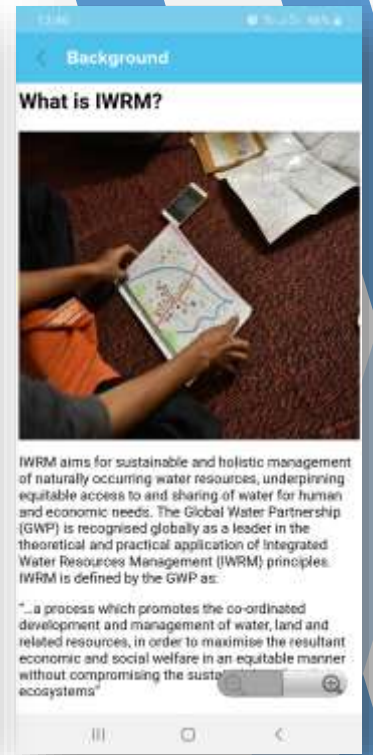 Background
What is IWRM?
IWRM aims for sustainable and holistic management
of naturally occurring water resources, underpinning
equitable access to and sharing of water for human
and economic needs. The Global Water Partnership
(GWP) is recognised globally as a leader in the
theoretical and practical application of Integrated
Water Resources Management (IWRM) principles.
IWRM is defined by the GWP as:
"...a process which promotes the co-ordinated
development and management of water, land and
related resources, in order to maximise the resultant
economic and social welfare in an equitable manner
without compromising the
ecosystems"